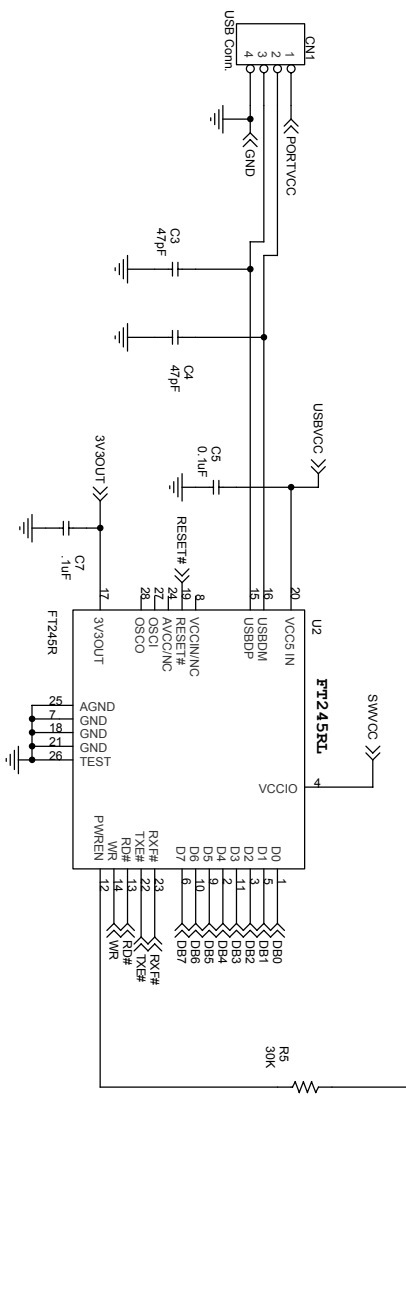 CN1
1
2
3
4
USB Conn.
PORTVCC
GND
C3
47pF
C4
47pF
USBVCC
C5
0.1uF
3V3OUT
C7
.1uF
RESET#
U2
FT245RL
SWVCC
4
VCCIO
20
VCC5 IN
16
USBDM
15
USBDP
8
VCCIN/NC
19
RESET#
24
AVCC/NC
27
OSCI
28
OSCO
17
3V3OUT
FT245R
25
AGND
7
GND
18
GND
21
GND
26
TEST
D0
1
DB0
D1
5
DB1
D2
3
DB2
D3
11
DB3
D4
2
DB4
D5
9
DB5
D6
10
DB6
D7
6
DB7
RXF#
23
RXF#
TXE#
22
TXE#
RD#
13
RD#
WR
14
WR
PWREN
12
R5
30K